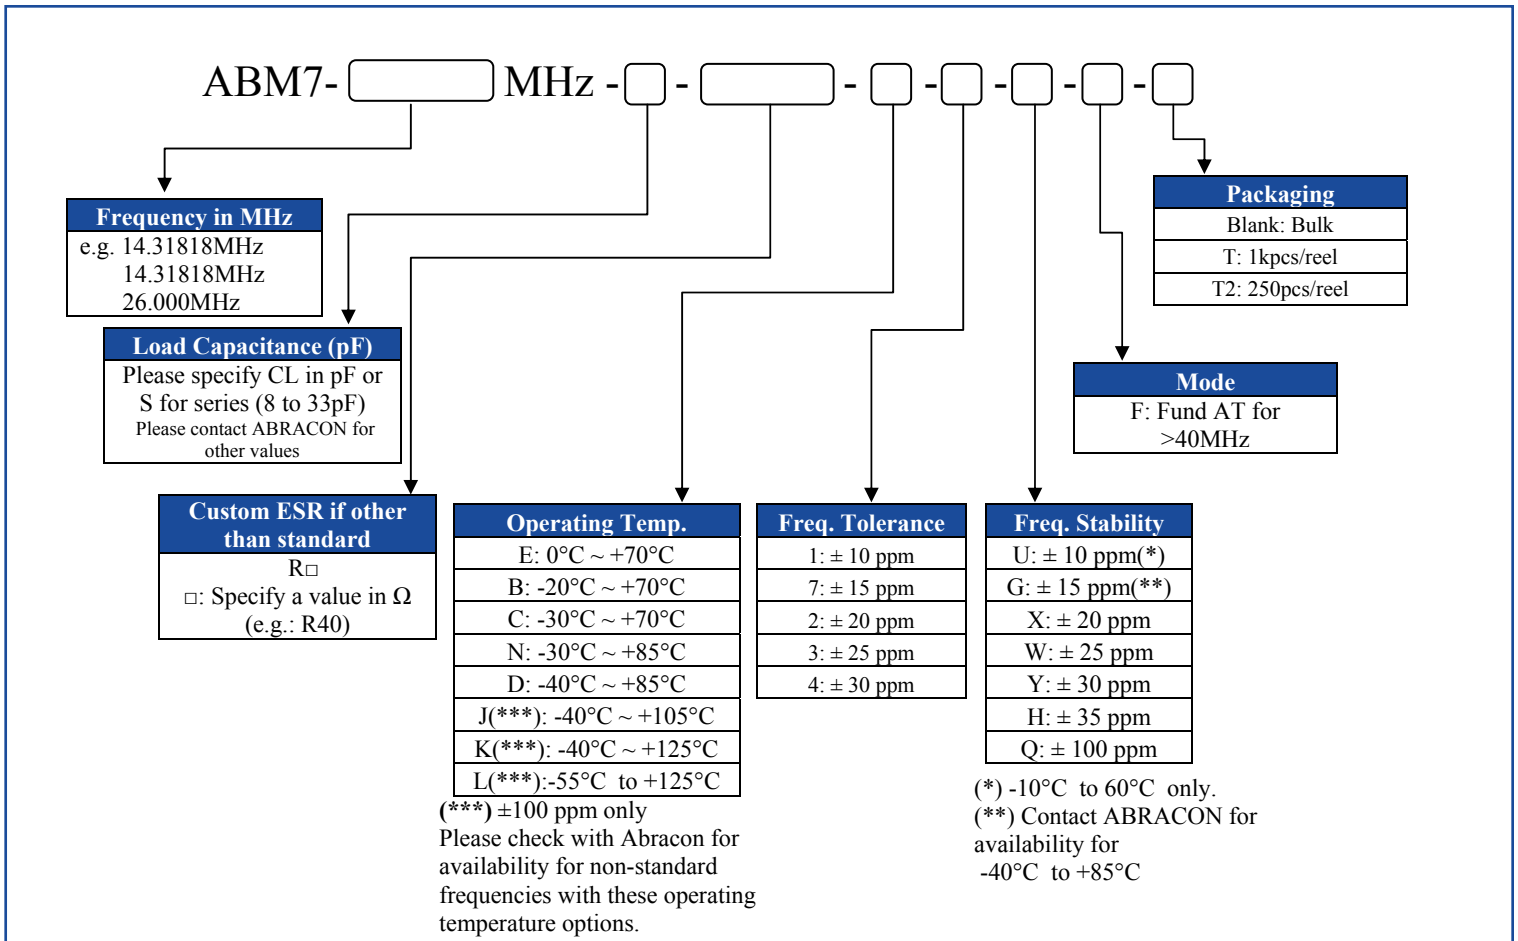 ABM7- MHz - - - - - - -
Frequency in MHz
e.g. 14.31818MHz
14.31818MHz
26.000MHz
Load Capacitance (pF)
Please specify CL in pF or
S for series (8 to 33pF)
Please contact ABRACON for
other values
Custom ESR if other
than standard
R□
□: Specify a value in Ω
(e.g.: R40)
Operating Temp.
E: 0°C ~ +70°C
B: -20°C ~ +70°C
C: -30°C ~ +70°C
N: -30°C ~ +85°C
D: -40°C ~ +85°C
J(***): -40°C ~ +105°C
K(***): -40°C ~ +125°C
L(***):-55°C to +125°C
(***) ±100 ppm only
Please check with Abracon for
availability for non-standard
frequencies with these operating
temperature options.
Freq. Tolerance
1: ± 10 ppm
7: ± 15 ppm
2: ± 20 ppm
3: ± 25 ppm
4: ± 30 ppm
Freq. Stability
U: ± 10 ppm(*)
G: ± 15 ppm(**)
X: ± 20 ppm
W: ± 25 ppm
Y: ± 30 ppm
H: ± 35 ppm
Q: ± 100 ppm
(*) -10°C to 60°C only.
(**) Contact ABRACON for
availability for
-40°C to +85°C
Mode
F: Fund AT for
>40MHz
Packaging
Blank: Bulk
T: 1kpcs/reel
T2: 250pcs/reel